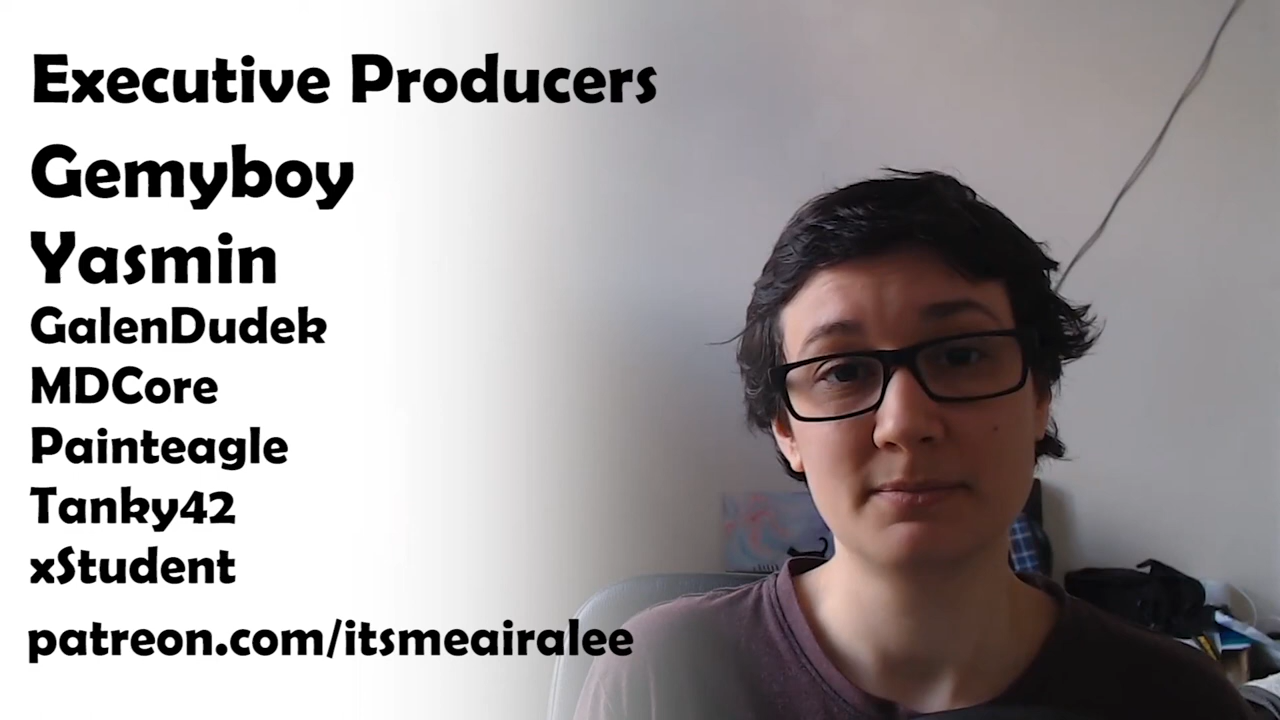 Executive Producers
Gemyboy
Yasmin
GalenDudek
MDCore
Painteagle
Tanky42
xStudent
patreon.com/itsmeairalee